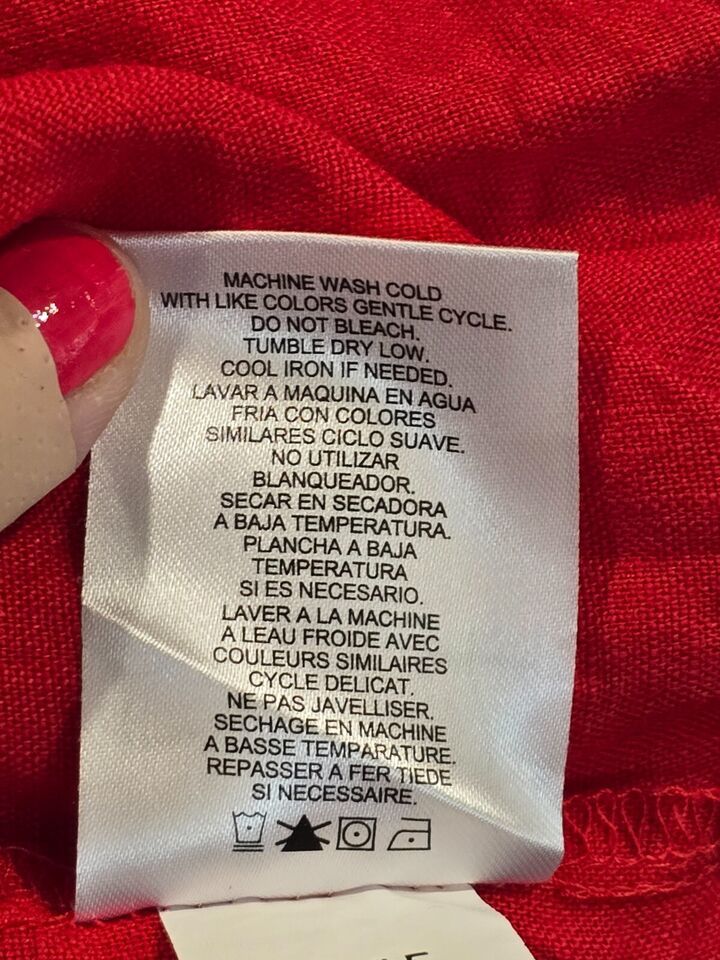 MACHINE WASH COLD
WITH LIKE COLORS GENTLE CYCLE.
DO NOT BLEACH.
TUMBLE DRY LOW.
COOL IRON IF NEEDED.
LAVAR A MAQUINA EN AGUA
FRIA CON COLORES
SIMILARES CICLO SUAVE.
NO UTILIZAR
BLANQUEADOR.
SECAR EN SECADORA
A BAJA TEMPERATURA.
PLANCHA A BAJA
TEMPERATURA
SI ES NECESARIO.
LAVER A LA MACHINE
A LEAU FROIDE AVEC
COULEURS SIMILAIRES
CYCLE DELICAT.
NE PAS JAVELLISER.
SECHAGE EN MACHINE
A BASSE TEMPARATURE.
REPASSER A FER TIEDE
SI NECESSAIRE.